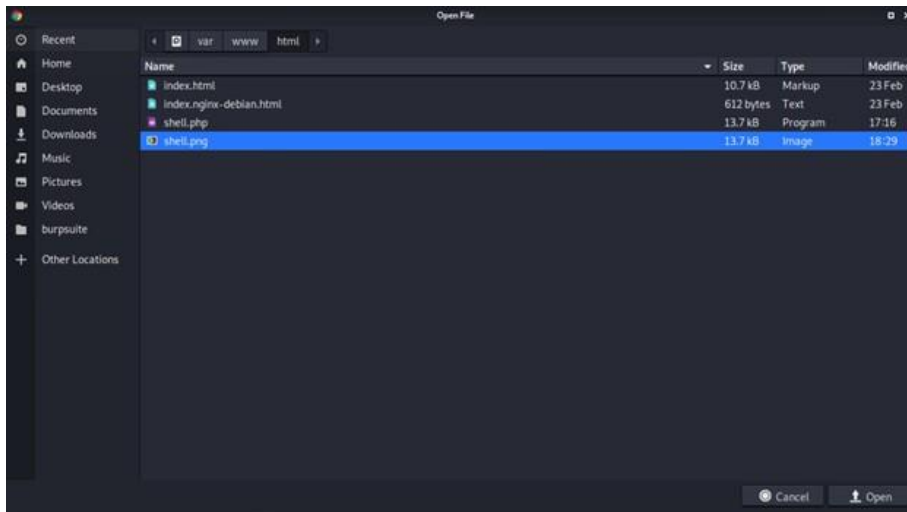 Open File
Recent
var www html
Home
Name Size Type Modified
Desktop
index.html 10.7 kB Markup 23 Feb
Documents
index.nginx-debian.html 612 bytes Text 23 Feb
shell.php 13.7 kB Program 17:16
Downloads
shell.png 13.7 kB Image 18:29
Music
Pictures
Videos
burpsuite
Other Locations
Cancel Open